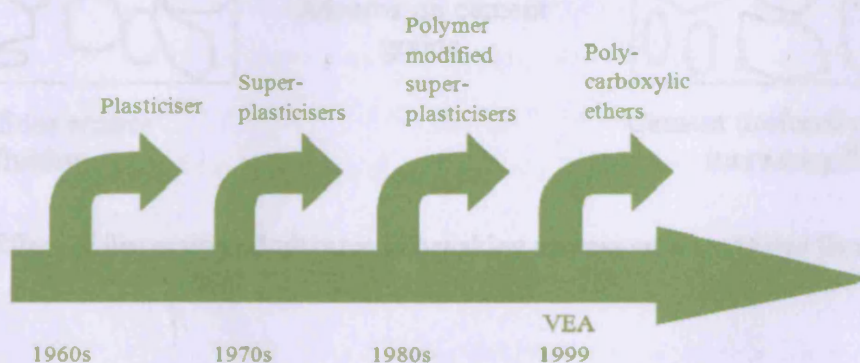 Plasticiser
Super-
plasticisers
Polymer
modified
super-
plasticisers
Poly-
carboxylic
ethers
VEA
1960s
1970s
1980s
1999